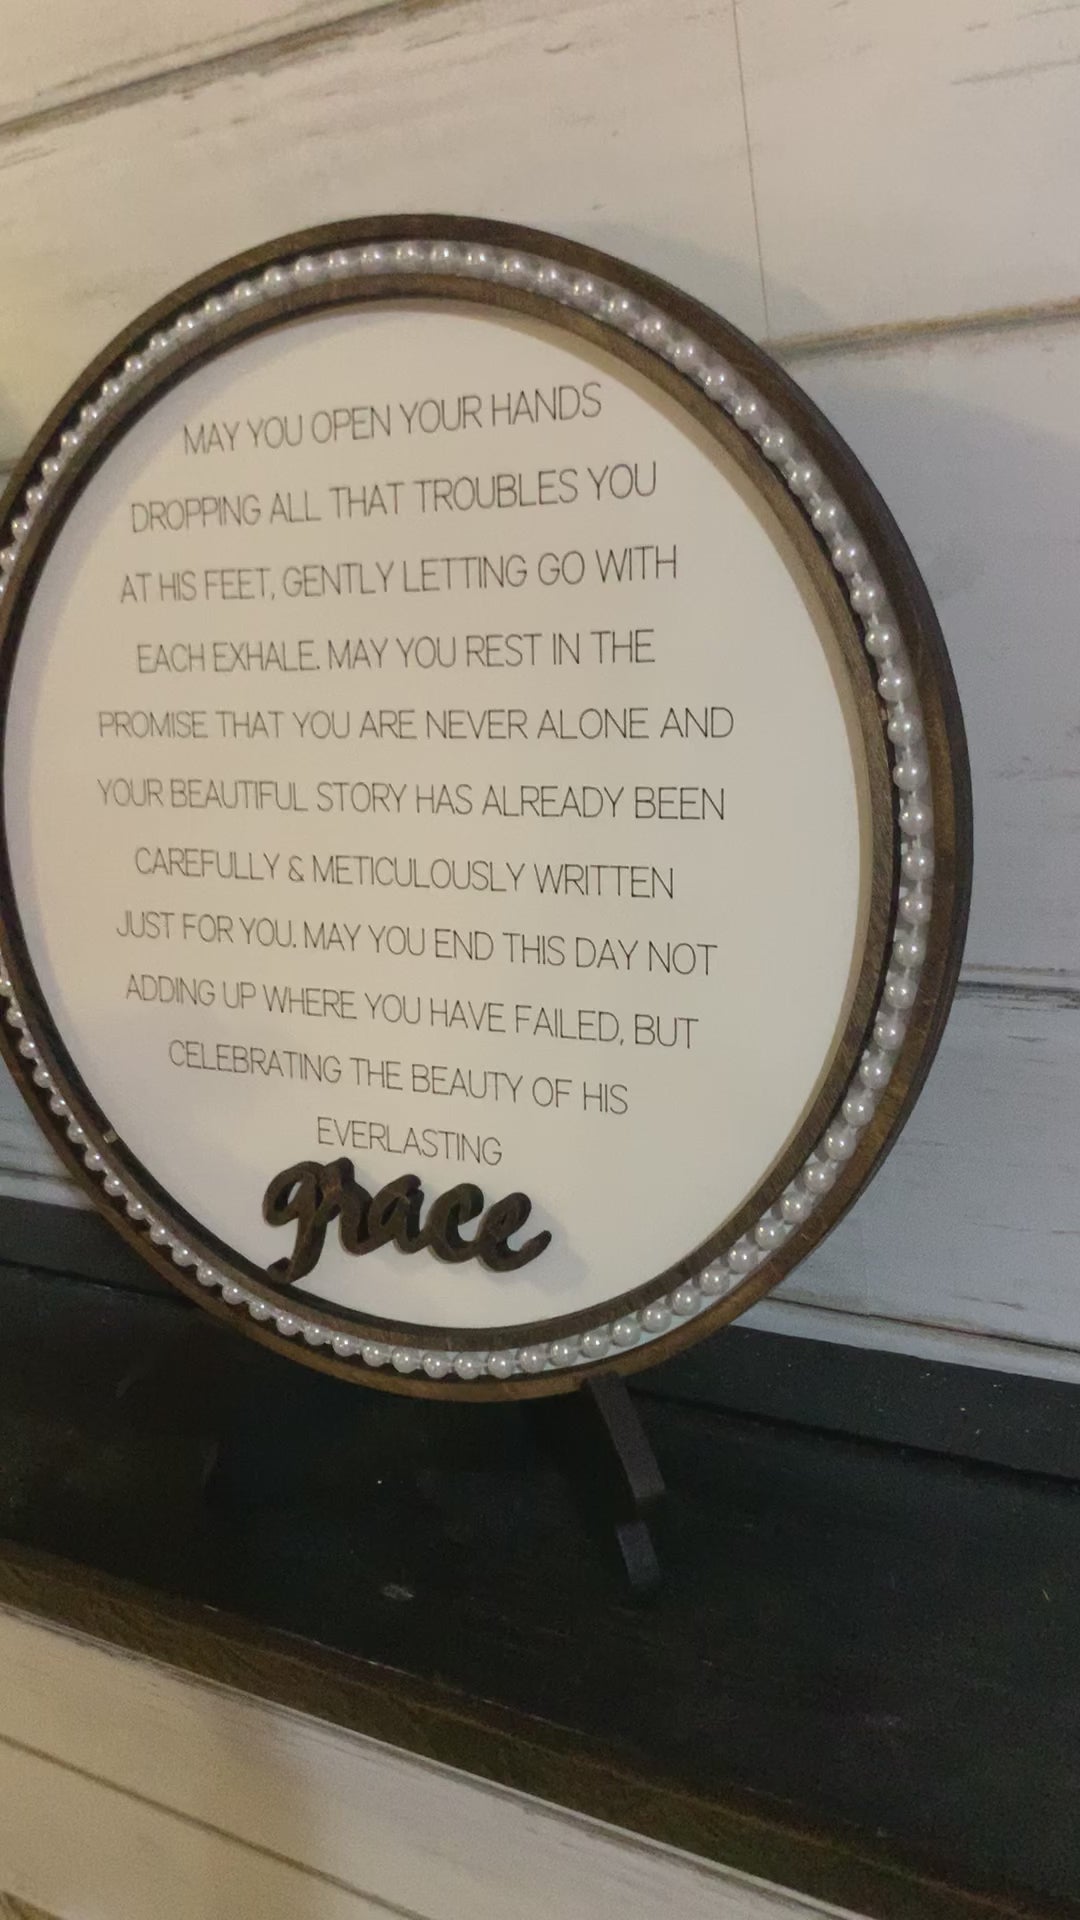 MAY YOU OPEN YOUR HANDS
DROPPING ALL THAT TROUBLES YOU
AT HIS FEET, GENTLY LETTING GO WITH
EACH EXHALE. MAY YOU REST IN THE
PROMISE THAT YOU ARE NEVER ALONE AND
YOUR BEAUTIFUL STORY HAS ALREADY BEEN
CAREFULLY & METICULOUSLY WRITTEN
JUST FOR YOU. MAY YOU END THIS DAY NOT
ADDING UP WHERE YOU HAVE FAILED, BUT
CELEBRATING THE BEAUTY OF HIS
EVERLASTING
grace